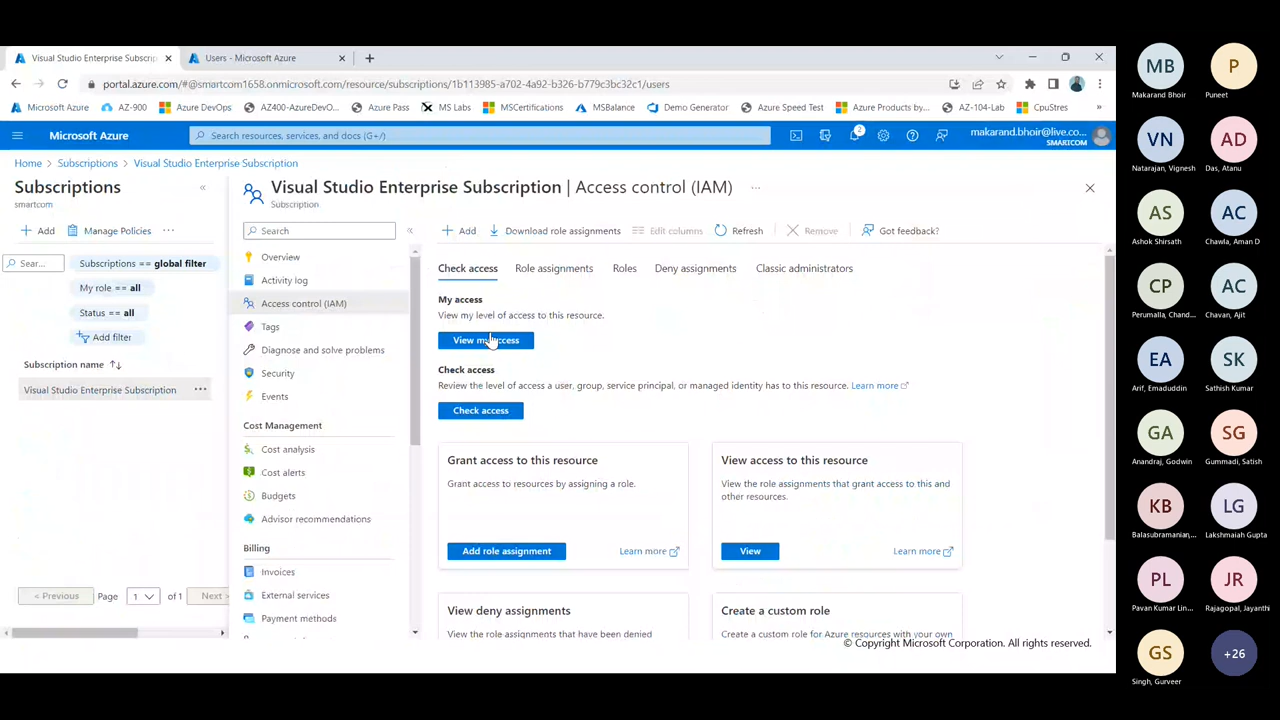 Visual Studio Enterprise Subscrip
Users - Microsoft Azure
portal.azure.com/#@smartcom1658.onmicrosoft.com/resource/subscriptions/1b113985-a702-4a92-b326-b779c3bc32c1/users
Microsoft Azure
AZ-900
Azure DevOps
AZ400-AzureDevO...
Azure Pass
MS Labs
MSCertifications
MSBalance
Demo Generator
Azure Speed Test
Azure Products by...
AZ-104-Lab
CpuStres
»
Microsoft Azure
Search resources, services, and docs (G+/)
2
makarand.bhoir@live.co...
SMARTCOM
Home > Subscriptions > Visual Studio Enterprise Subscription
Subscriptions
«
smartcom
+ Add
Manage Policies
...
Sear...
Subscriptions == global filter
My role == all
Status == all
Add filter
Subscription name ↑↓
Visual Studio Enterprise Subscription ...
< Previous
Page
1
of 1
Next >
Visual Studio Enterprise Subscription | Access control (IAM) ...
Subscription
Search
«
Overview
Activity log
Access control (IAM)
Tags
Diagnose and solve problems
Security
Events
Cost Management
Cost analysis
Cost alerts
Budgets
Advisor recommendations
Billing
Invoices
External services
Payment methods
+ Add
Download role assignments
Edit columns
Refresh
Remove
Got feedback?
Check access
Role assignments
Roles
Deny assignments
Classic administrators
My access
View my level of access to this resource.
View my access
Check access
Review the level of access a user, group, service principal, or managed identity has to this resource. Learn more
Check access
Grant access to this resource
Grant access to resources by assigning a role.
Add role assignment
Learn more
View access to this resource
View the role assignments that grant access to this and
other resources.
View
Learn more
View deny assignments
View the role assignments that have been denied
Create a custom role
Create a custom role for Azure resources with your own
© Copyright Microsoft Corporation. All rights reserved.
MB
Makarand Bhoir
P
Puneet
VN
Natarajan, Vignesh
AD
Das, Atanu
AS
Ashok Shirsath
AC
Chawla, Aman D
CP
Perumalla, Chand...
AC
Chavan, Ajit
EA
Arif, Emaduddin
SK
Sathish Kumar
GA
Anandraj, Godwin
SG
Gummadi, Satish
KB
Balasubramanian,...
LG
Lakshmaiah Gupta
PL
Pavan Kumar Lin...
JR
Rajagopal, Jayanthi
GS
Singh, Gurveer
+26